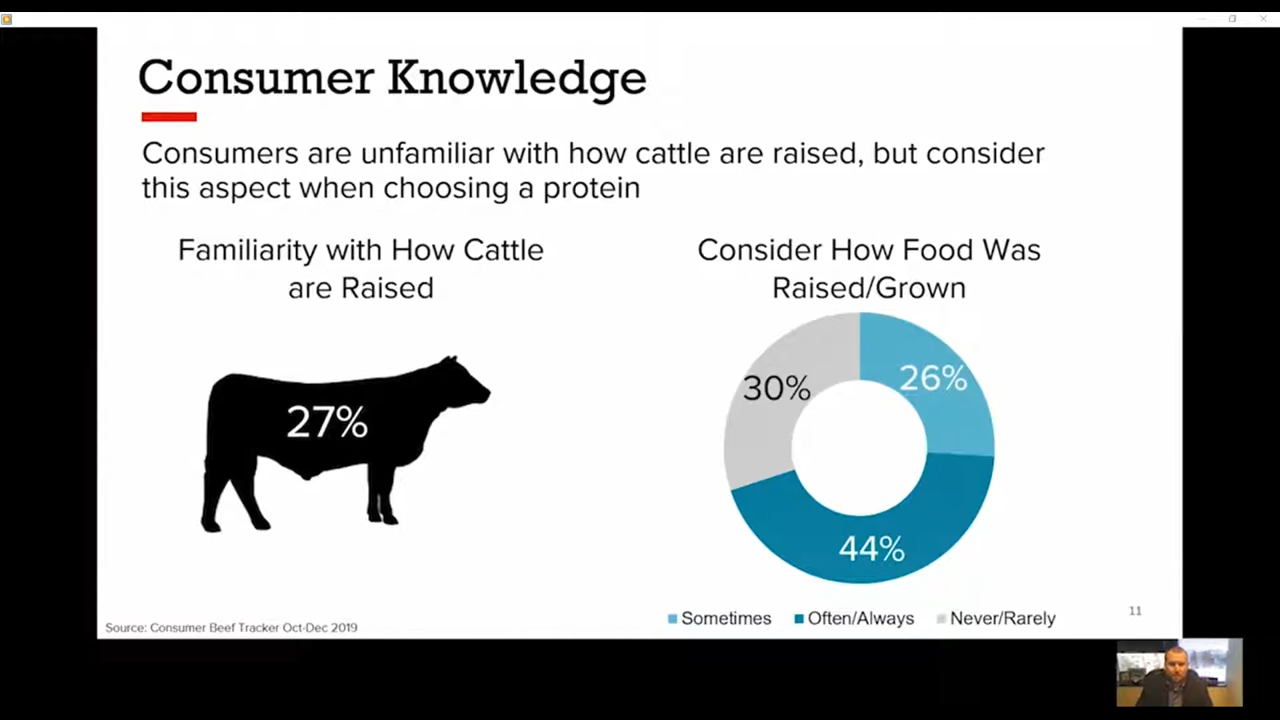 Consumer Knowledge
Consumers are unfamiliar with how cattle are raised, but consider
this aspect when choosing a protein
Familiarity with How Cattle
are Raised
27%
Consider How Food Was
Raised/Grown
30%
26%
44%
Sometimes
Often/Always
Never/Rarely
11
Source: Consumer Beef Tracker Oct-Dec 2019